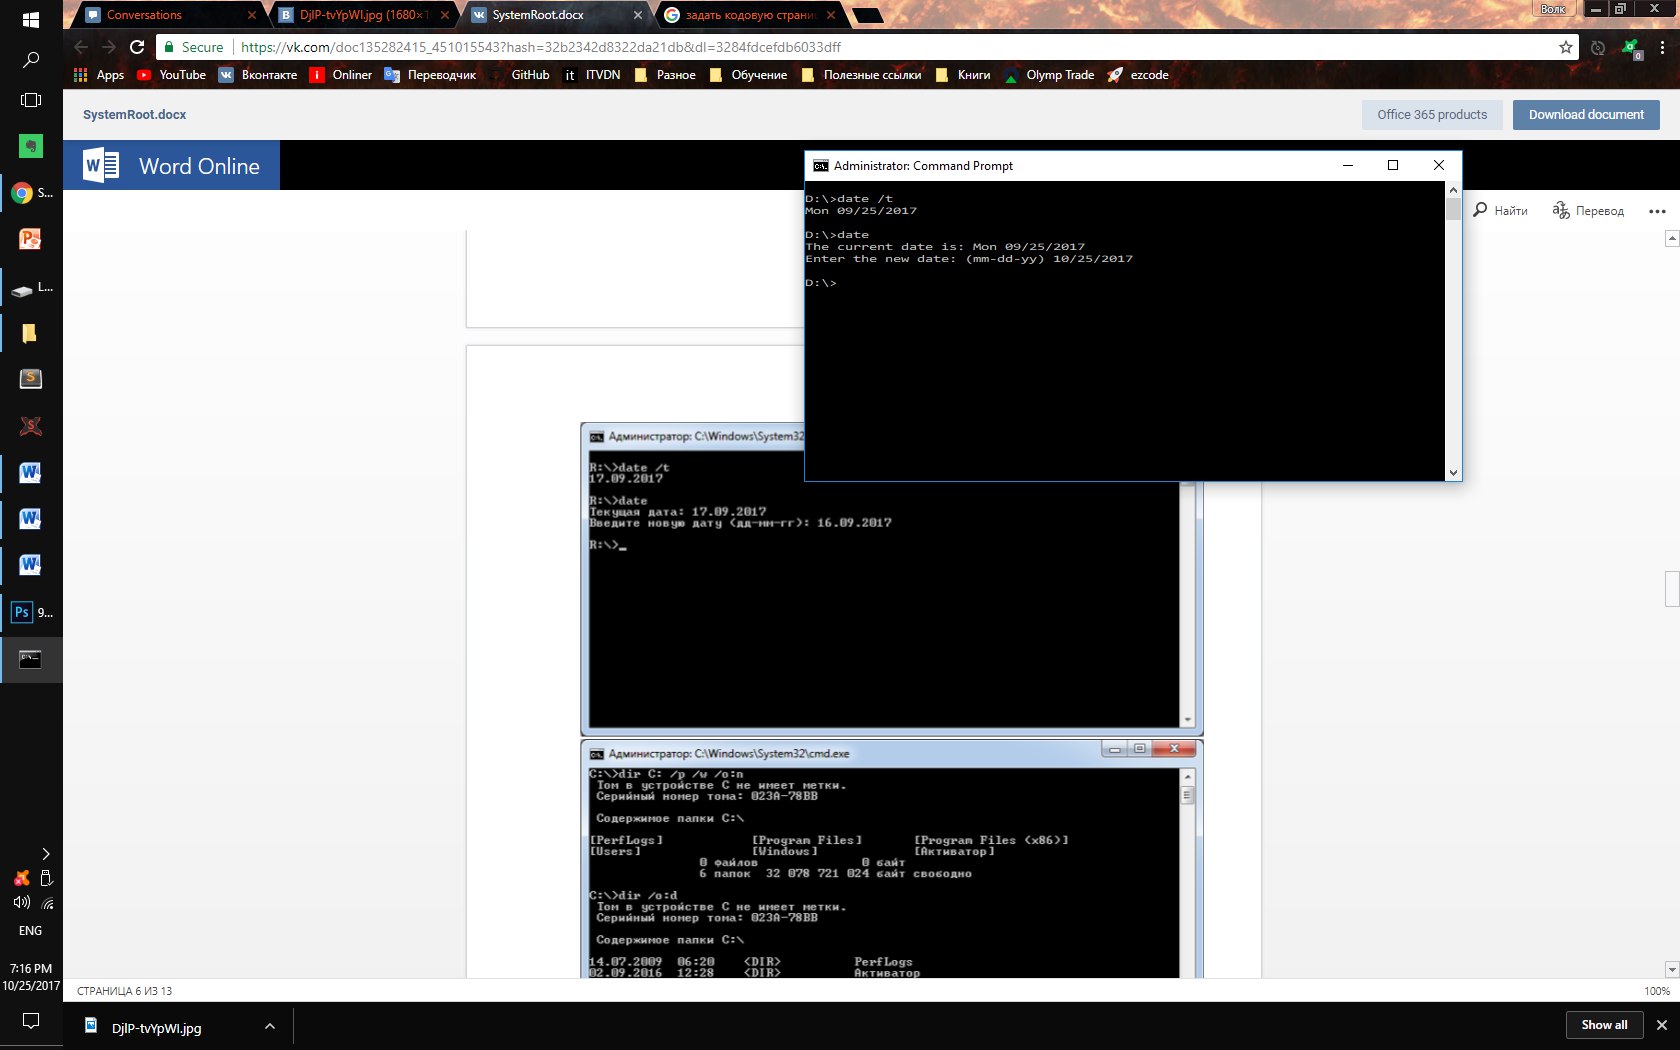 Conversations
DjlP-tvYpWI.jpg (1680×1
SystemRoot.docx
задать кодовую страни
Волк
Secure
https://vk.com/doc135282415_451015543?hash=32b2342d8322da21db&dl=3284fdcefdb6033dff
Apps
YouTube
Вконтакте
Onliner
Переводчик
GitHub
ITVDN
Разное
Обучение
Полезные ссылки
Книги
Olymp Trade
ezcode
SystemRoot.docx
Office 365 products
Download document
Word Online
Найти
Перевод
Administrator: Command Prompt
D:\>date /t
Mon 09/25/2017
D:\>date
The current date is: Mon 09/25/2017
Enter the new date: (mm-dd-yy) 10/25/2017
D:\>
Администратор: C:\Windows\System32
R:\>date /t
17.09.2017
R:\>date
Текущая дата: 17.09.2017
Введите новую дату (дд-мм-гг): 16.09.2017
R:\>_
Администратор: C:\Windows\System32\cmd.exe
C:\>dir C: /p /w /o:n
Том в устройстве C не имеет метки.
Серийный номер тома: 023A-78BB
Содержимое папки C:\
[PerfLogs] [Program Files] [Program Files (x86)]
[Users] [Windows] [Активатор]
0 файлов 0 байт
6 папок 32 078 721 024 байт свободно
C:\>dir /o:d
Том в устройстве C не имеет метки.
Серийный номер тома: 023A-78BB
Содержимое папки C:\
14.07.2009 06:20 <DIR> PerfLogs
02.09.2016 12:28 <DIR> Активатор
СТРАНИЦА 6 ИЗ 13
100%
S...
L...
Ps 9...
ENG
7:16 PM
10/25/2017
DjlP-tvYpWI.jpg
Show all